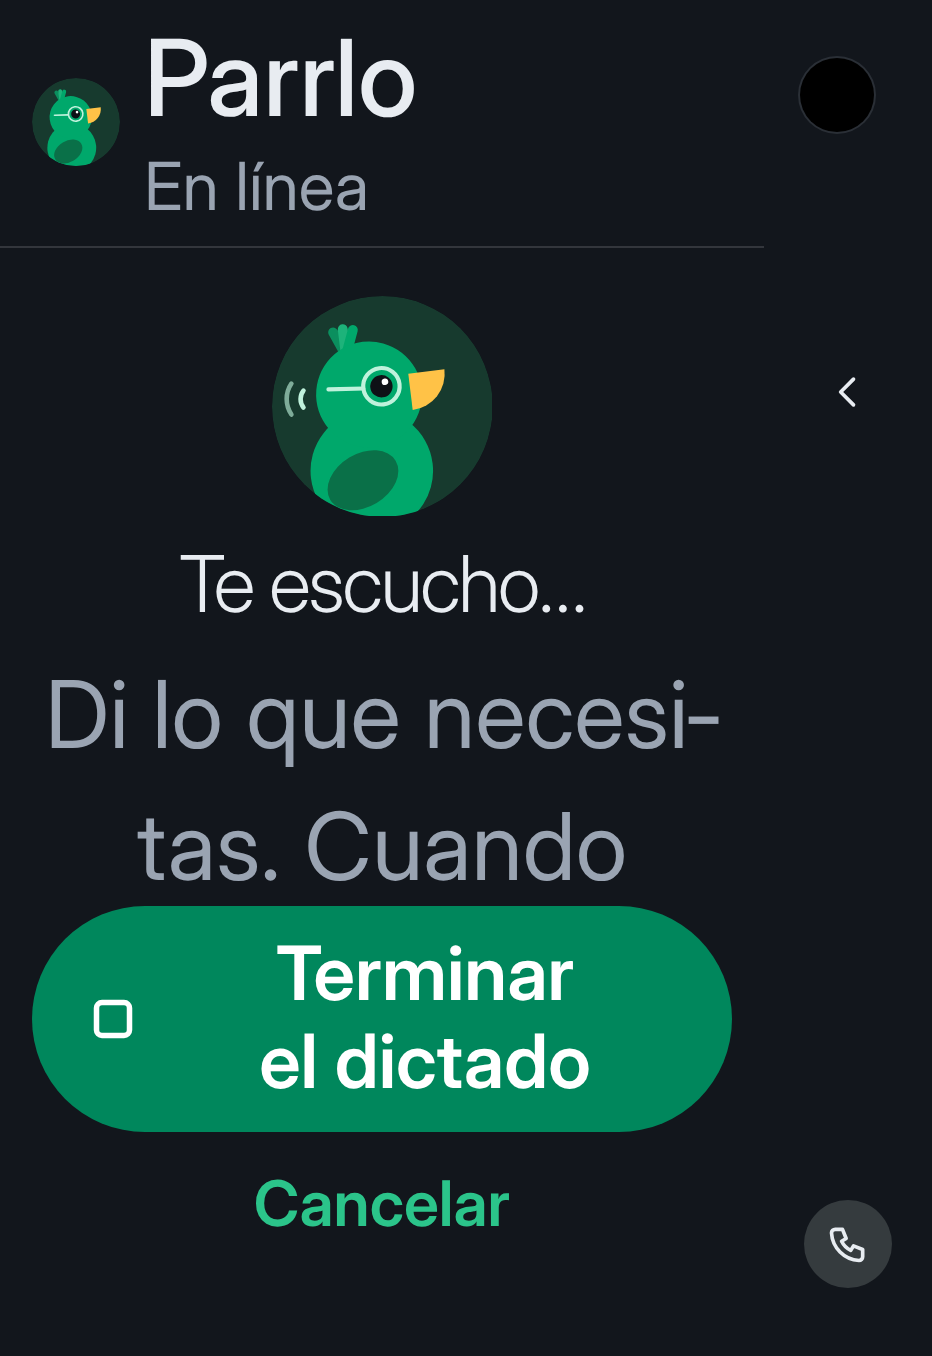 Parrlo
En línea
Te escucho...
Di lo que necesi-
tas. Cuando
Terminar
el dictado
Cancelar